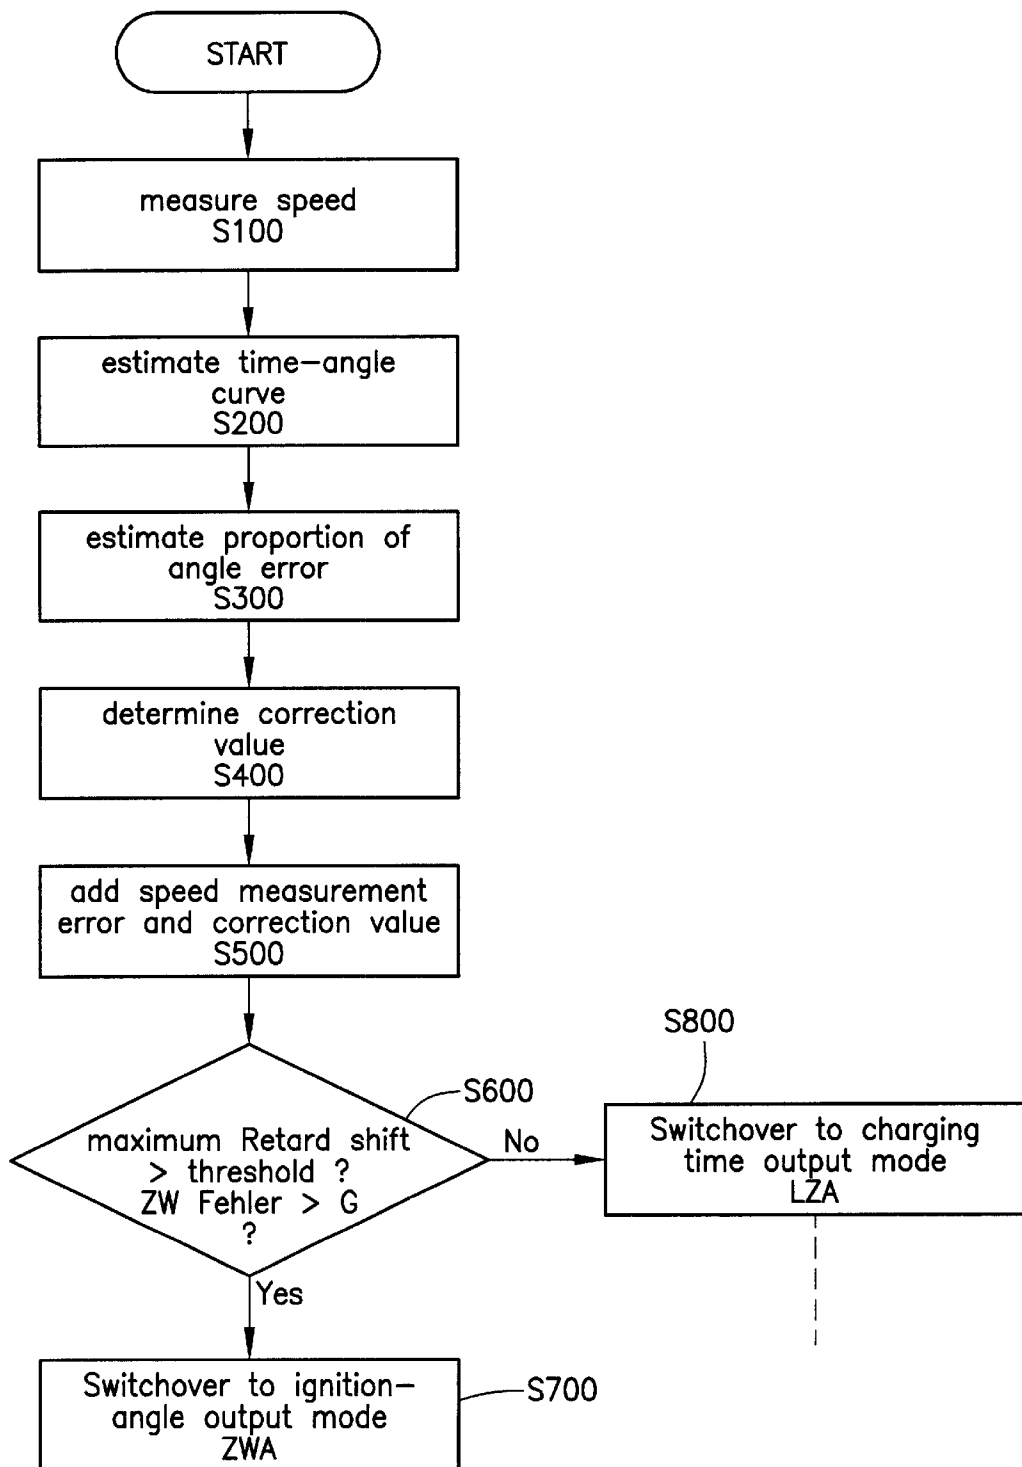 START
measure speed
S100
estimate time-angle
curve
S200
estimate proportion of
angle error
S300
determine correction
value
S400
add speed measurement
error and correction value
S500
S600
maximum Retard shift
> threshold ?
ZW Fehler > G
?
No
S800
Switchover to charging
time output mode
LZA
Yes
Switchover to ignition-
angle output mode
ZWA
S700